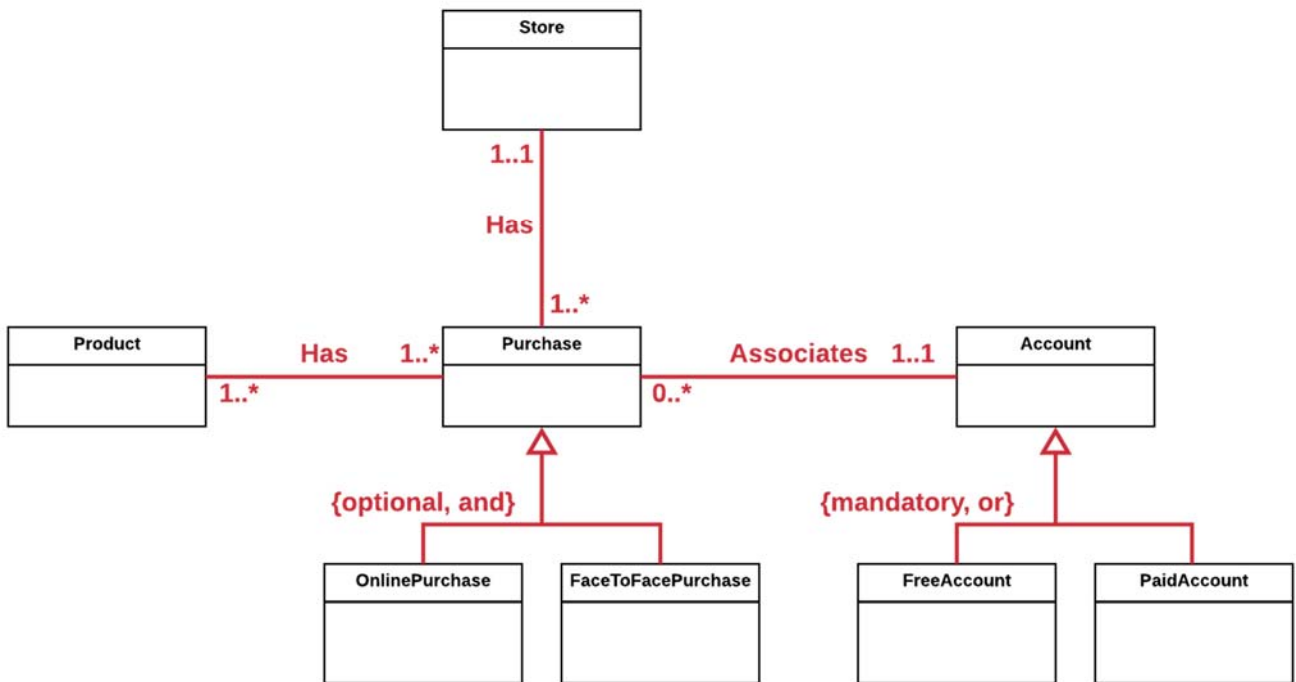 Store
1..1
Has
1..*
Product
Has 1..*
1..*
Purchase
Associates 1..1
0..*
Account
{optional, and}
{mandatory, or}
OnlinePurchase
FaceToFacePurchase
FreeAccount
PaidAccount